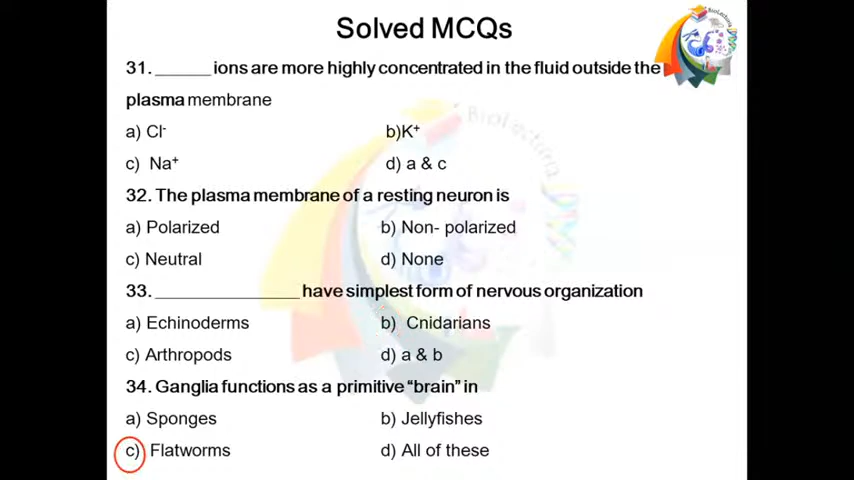 Solved MCQs
BioLecturia
31. ______ ions are more highly concentrated in the fluid outside the
plasma membrane
a) Cl⁻ b)K⁺
c) Na⁺ d) a & c
32. The plasma membrane of a resting neuron is
a) Polarized b) Non- polarized
c) Neutral d) None
33. _______________ have simplest form of nervous organization
a) Echinoderms b) Cnidarians
c) Arthropods d) a & b
34. Ganglia functions as a primitive “brain” in
a) Sponges b) Jellyfishes
c) Flatworms d) All of these